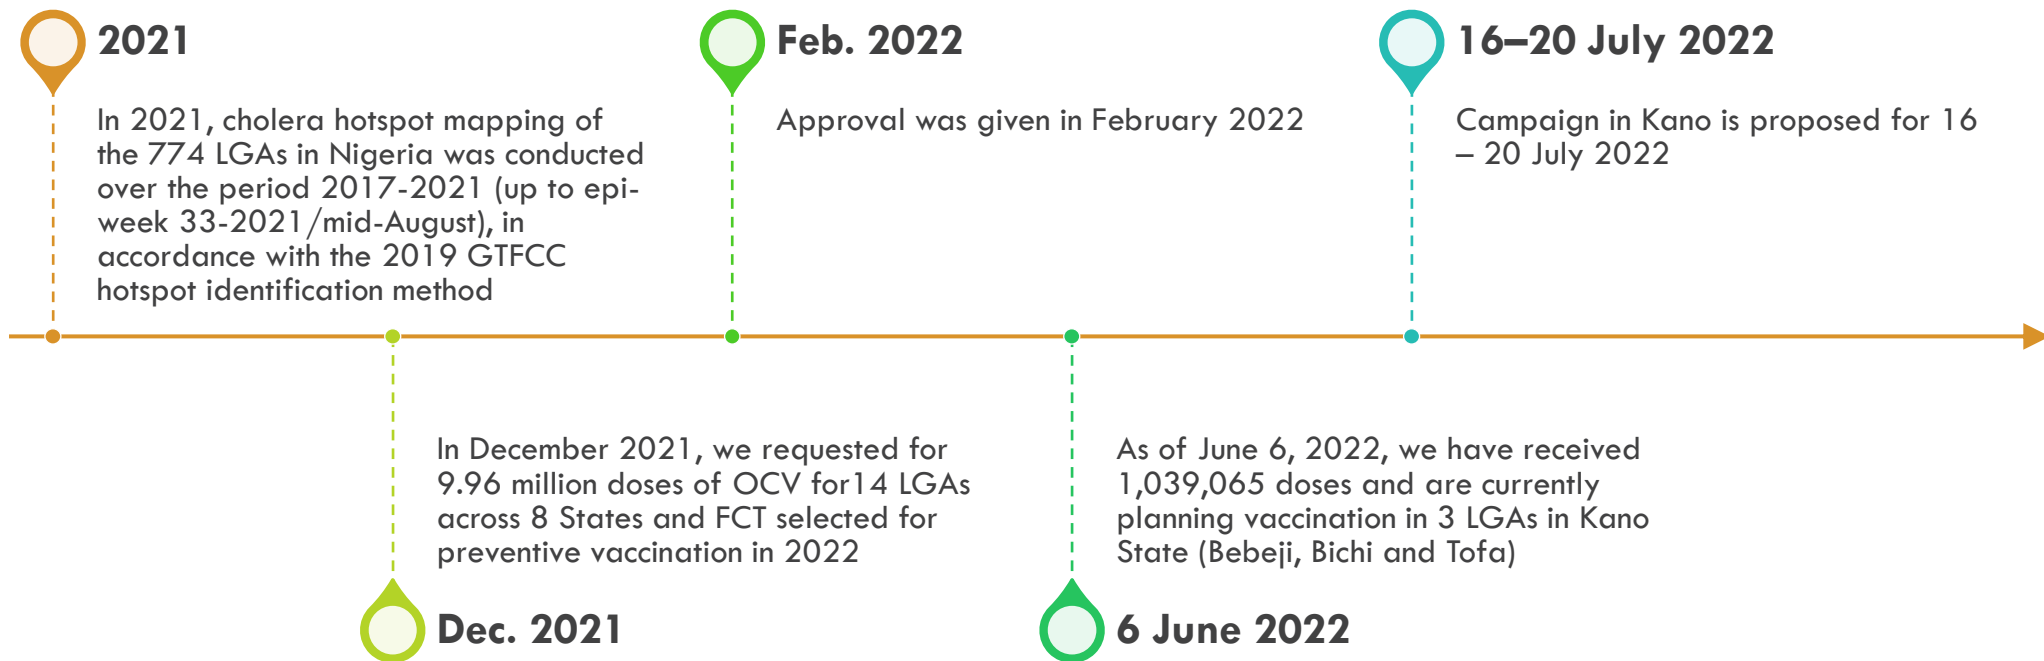 2021
In 2021, cholera hotspot mapping of
the 774 LGAs in Nigeria was conducted
over the period 2017-2021 (up to epi-
week 33-2021/mid-August), in
accordance with the 2019 GTFCC
hotspot identification method
In December 2021, we requested for
9.96 million doses of OCV for14 LGAs
across 8 States and FCT selected for
preventive vaccination in 2022
Dec. 2021
Feb. 2022
Approval was given in February 2022
As of June 6, 2022, we have received
1,039,065 doses and are currently
planning vaccination in 3 LGAs in Kano
State (Bebeji, Bichi and Tofa)
6 June 2022
16–20 July 2022
Campaign in Kano is proposed for 16
– 20 July 2022